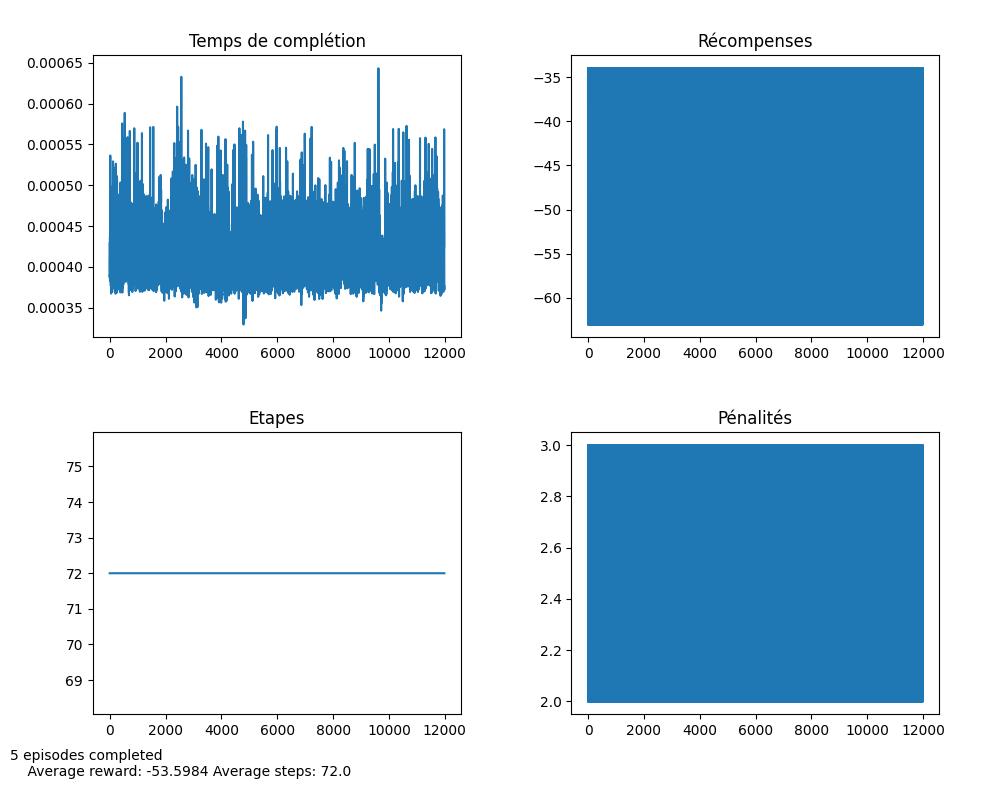 Temps de complétion
0.00065
0.00060
0.00055
0.00050
0.00045
0.00040
0.00035
0 2000 4000 6000 8000 10000 12000
Récompenses
−35
−40
−45
−50
−55
−60
0 2000 4000 6000 8000 10000 12000
Etapes
75
74
73
72
71
70
69
0 2000 4000 6000 8000 10000 12000
Pénalités
3.0
2.8
2.6
2.4
2.2
2.0
0 2000 4000 6000 8000 10000 12000
5 episodes completed
Average reward: -53.5984 Average steps: 72.0